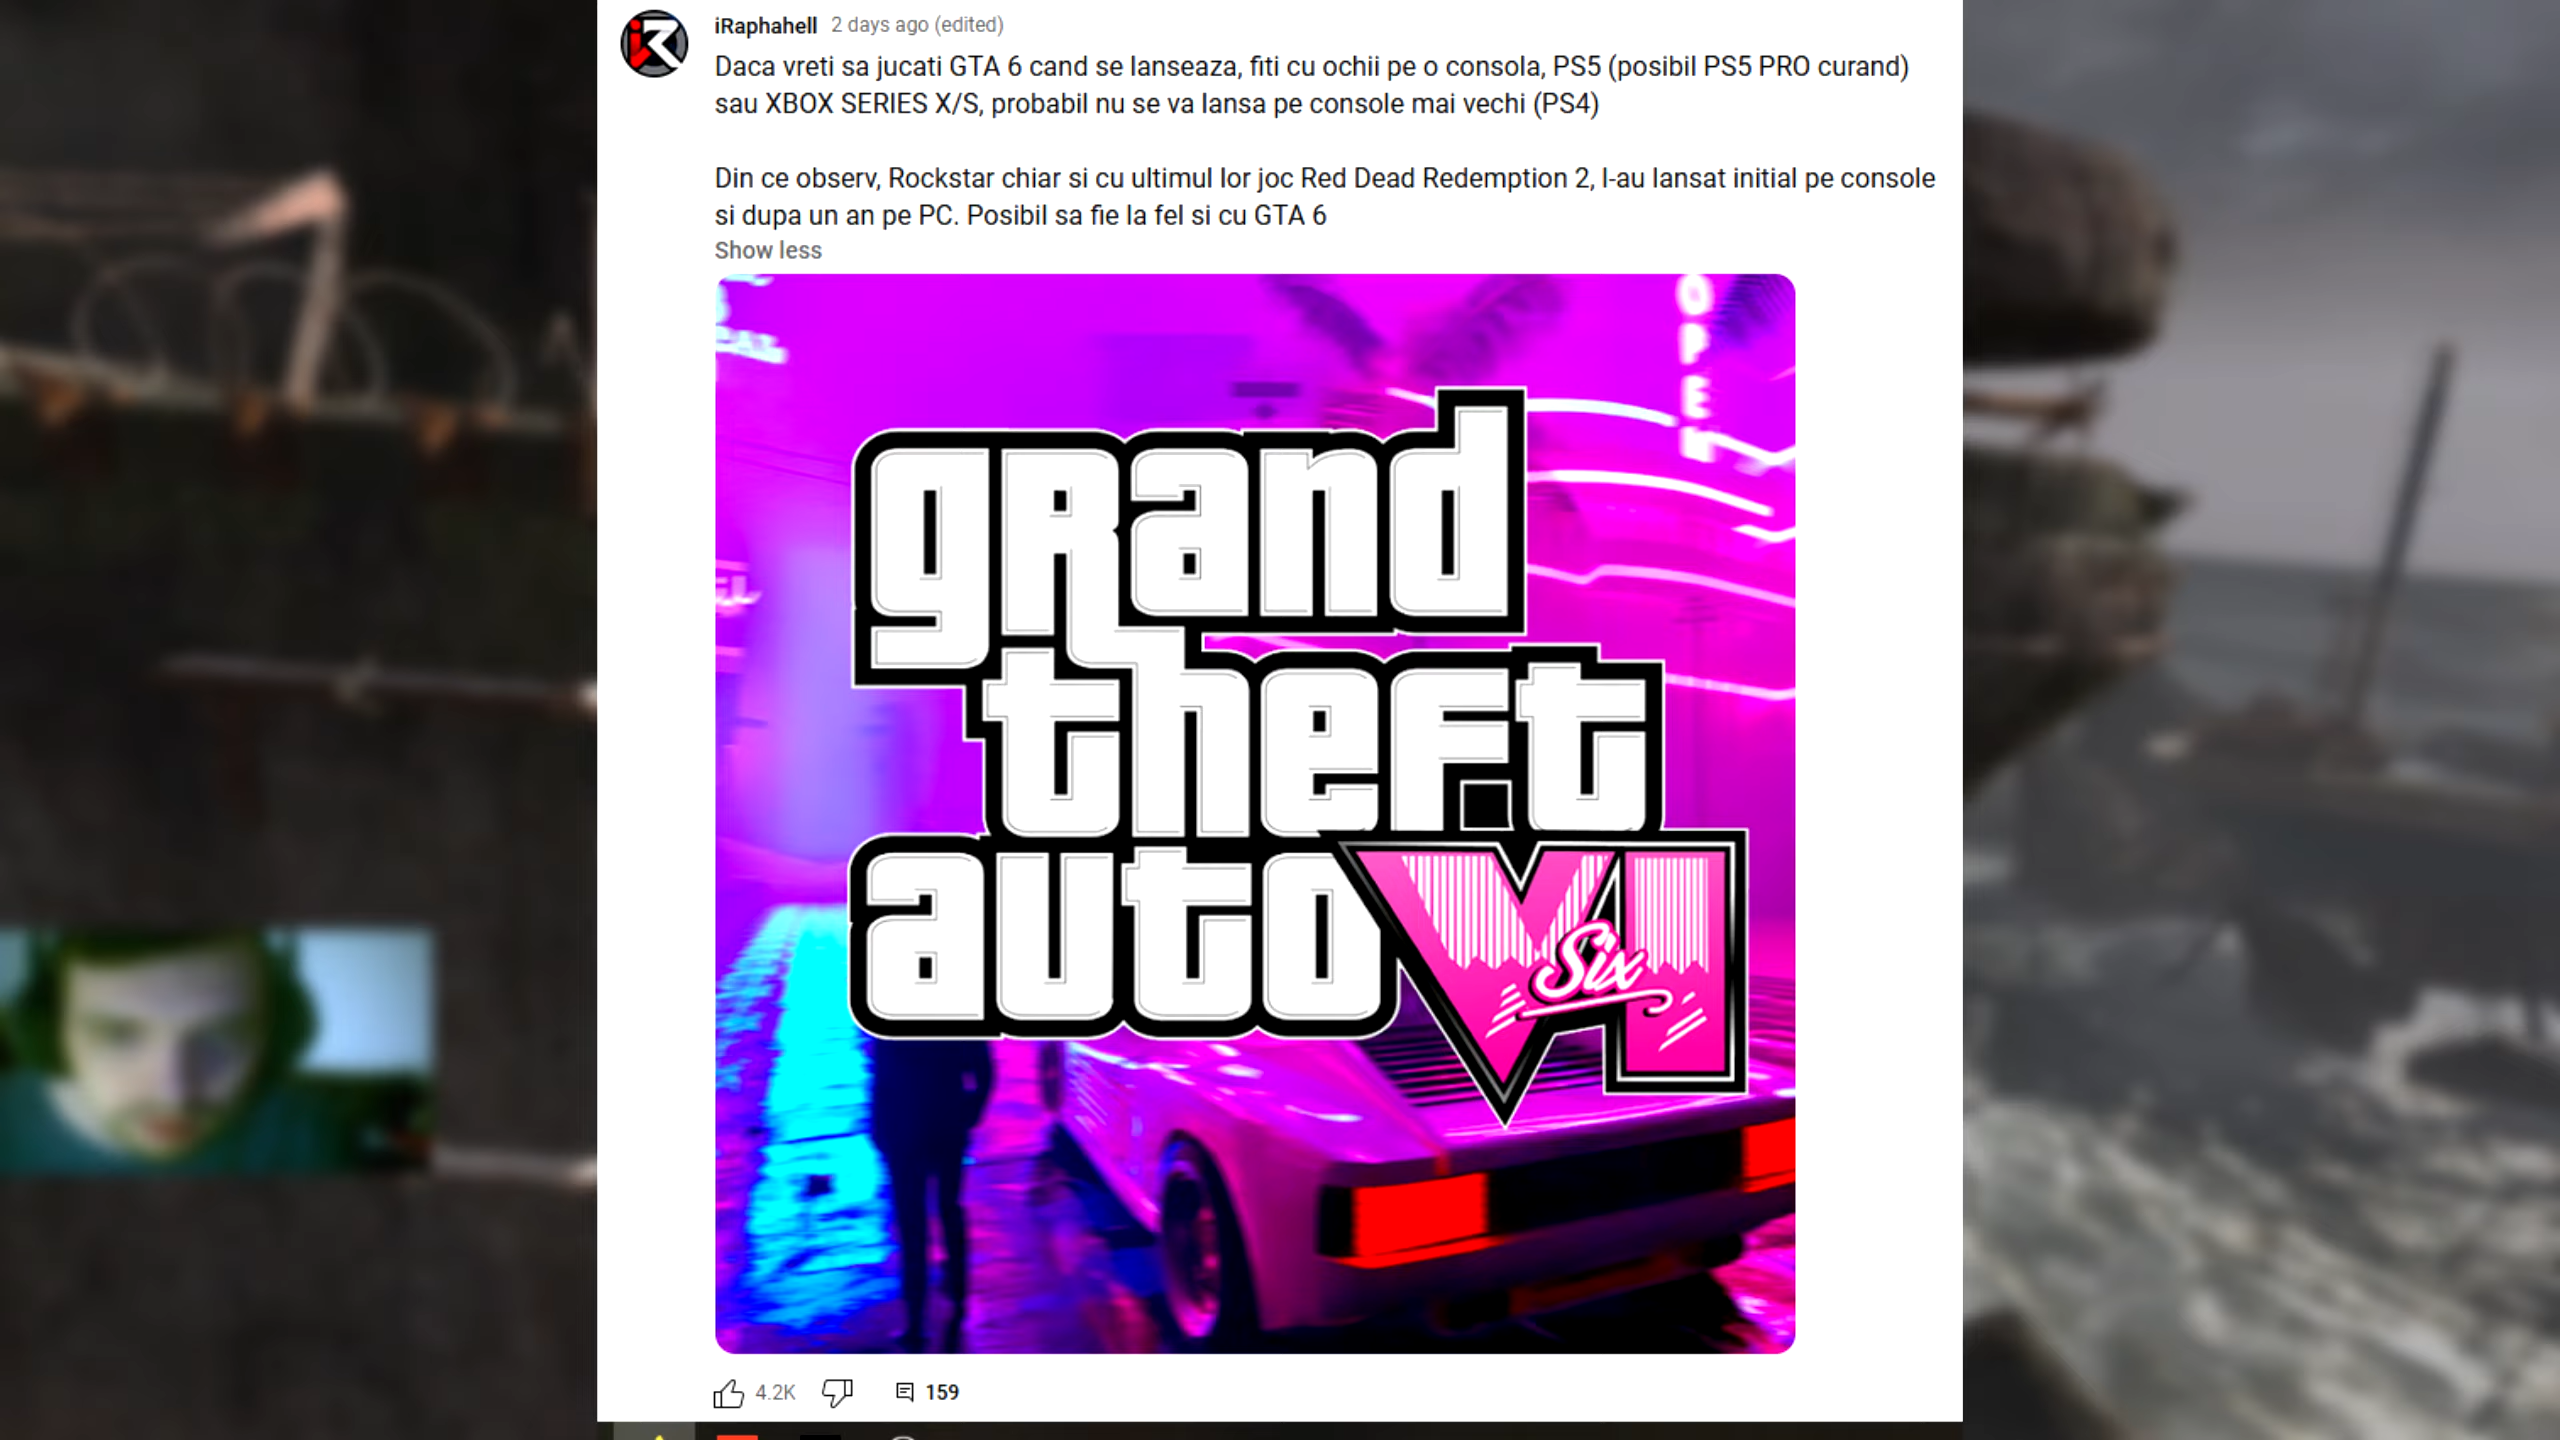 iRaphahell 2 days ago (edited)
Daca vreti sa jucati GTA 6 cand se lanseaza, fiti cu ochii pe o consola, PS5 (posibil PS5 PRO curand)
sau XBOX SERIES X/S, probabil nu se va lansa pe console mai vechi (PS4)
Din ce observ, Rockstar chiar si cu ultimul lor joc Red Dead Redemption 2, l-au lansat initial pe console
si dupa un an pe PC. Posibil sa fie la fel si cu GTA 6
Show less
OPEN
grand
theft
auto VI
Six
4.2K 159